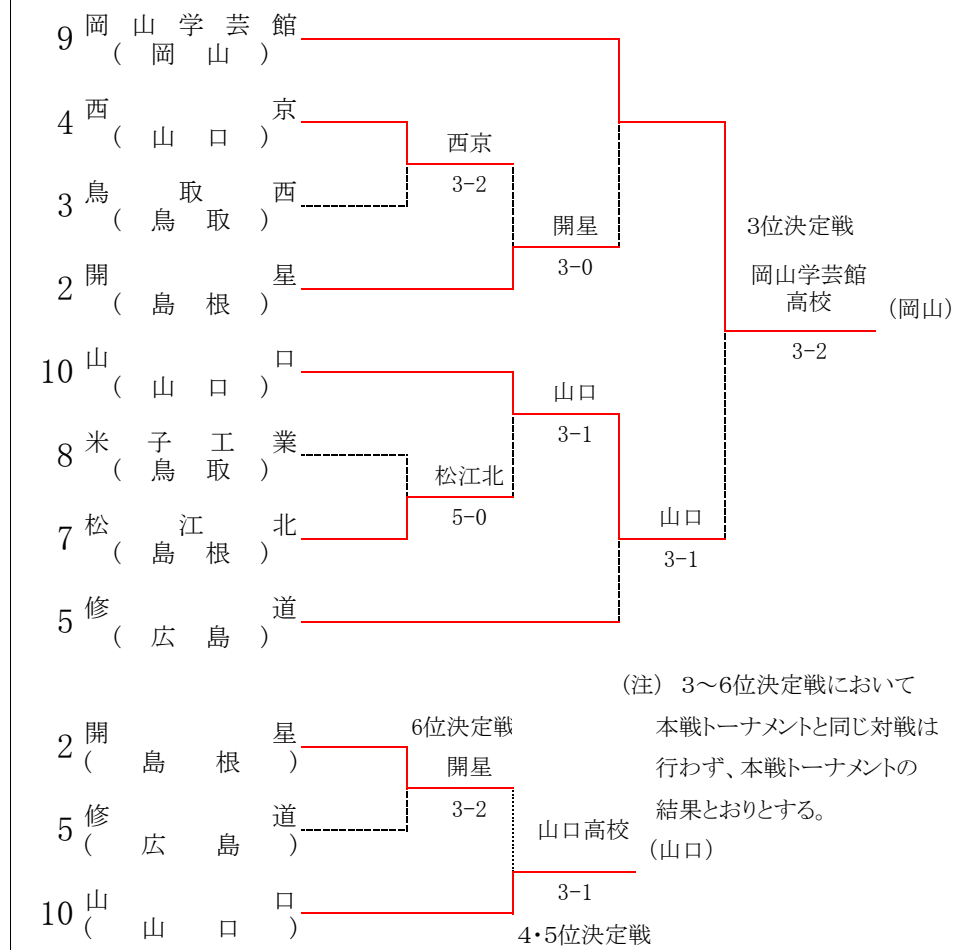 9 岡山学芸館
(岡山)
4 西京
(山口)
西京
3-2
3 鳥取西
(鳥取)
開星
3-0
2 開星
(島根)
3位決定戦
岡山学芸館
高校
(岡山)
3-2
10 山口
(山口)
山口
3-1
8 米子工業
(鳥取)
松江北
5-0
7 松江北
(島根)
山口
3-1
5 修道
(広島)
(注) 3~6位決定戦において
本戦トーナメントと同じ対戦は
行わず、本戦トーナメントの
結果とおりとする。
2 開星
(島根)
6位決定戦
開星
3-2
5 修道
(広島)
山口高校
(山口)
3-1
10 山口
(山口)
4・5位決定戦